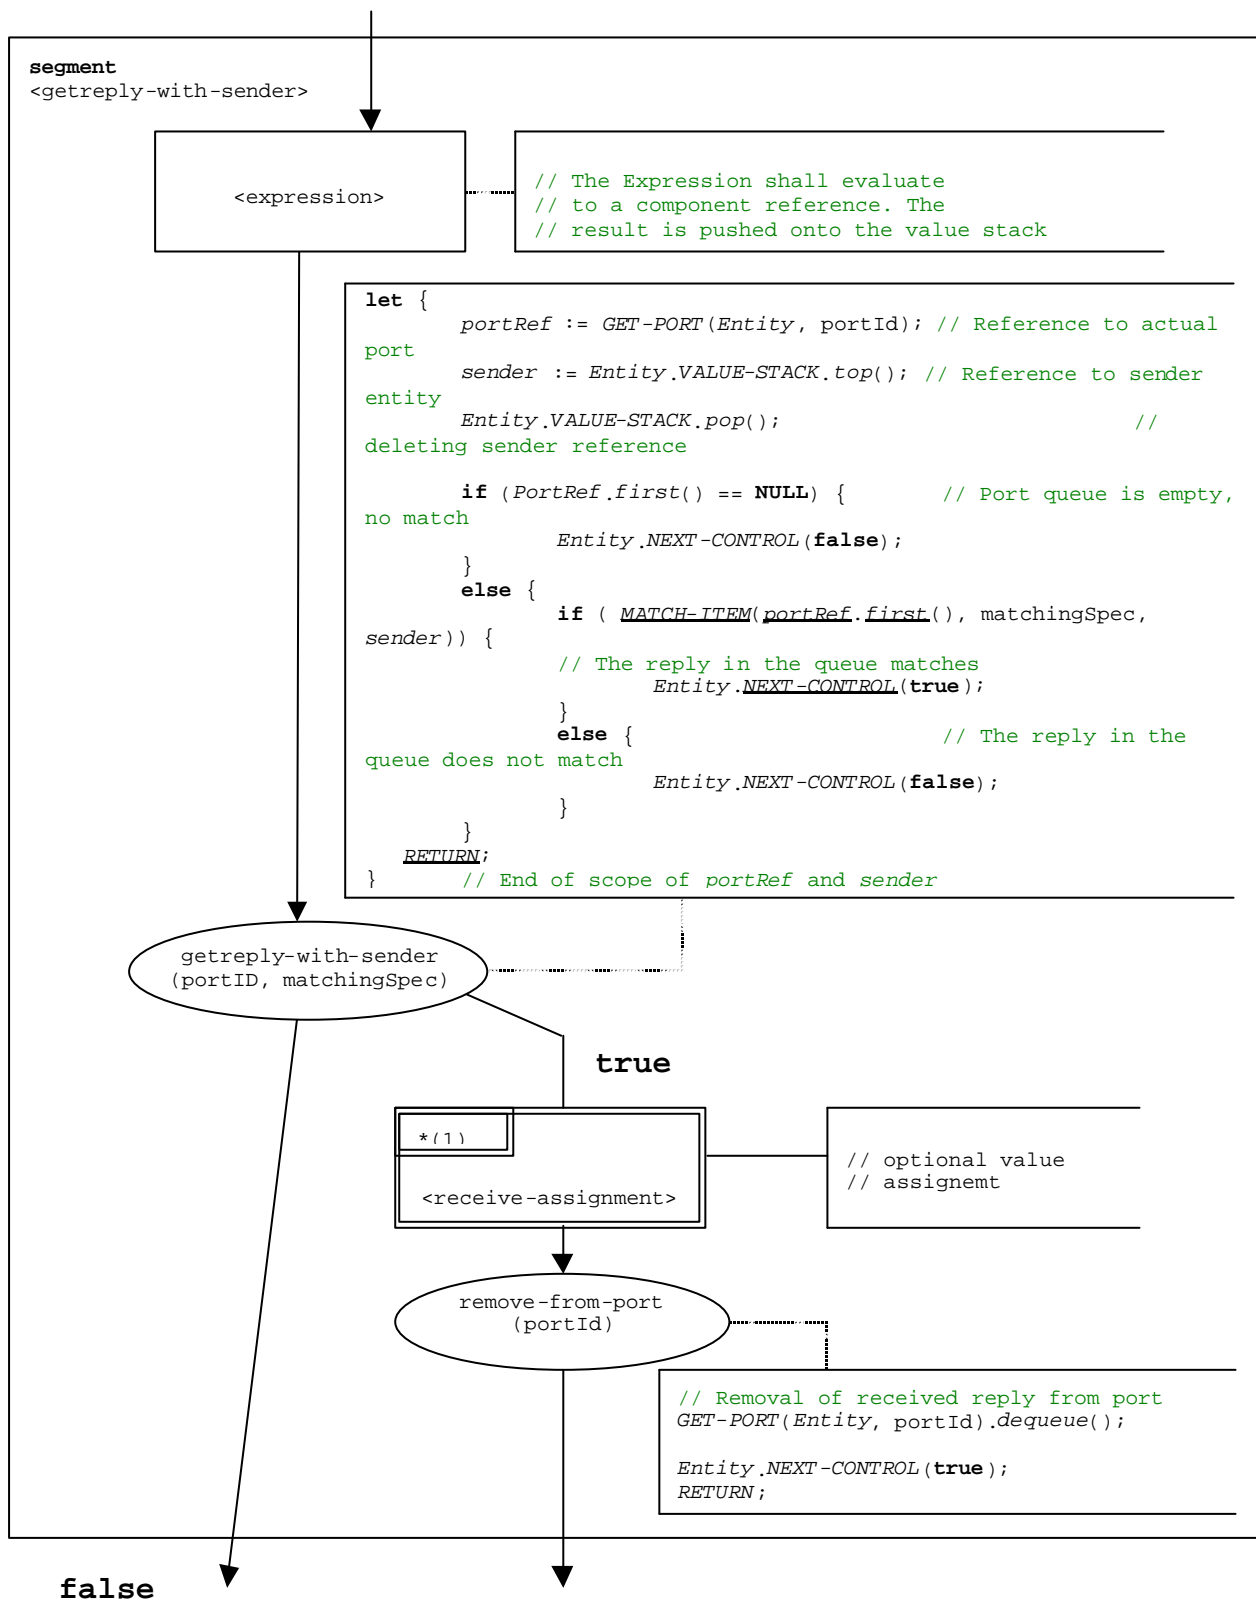 segment
<getreply-with-sender>
<expression>
// The Expression shall evaluate
// to a component reference. The
// result is pushed onto the value stack
let {
portRef := GET-PORT(Entity, portId); // Reference to actual
port
sender := Entity.VALUE-STACK.top(); // Reference to sender
entity
Entity.VALUE-STACK.pop(); //
deleting sender reference
if (PortRef.first() == NULL) { // Port queue is empty,
no match
Entity.NEXT-CONTROL(false);
}
else {
if ( MATCH-ITEM(portRef.first(), matchingSpec,
sender)) {
// The reply in the queue matches
Entity.NEXT-CONTROL(true);
}
else { // The reply in the
queue does not match
Entity.NEXT-CONTROL(false);
}
}
RETURN;
} // End of scope of portRef and sender
getreply-with-sender
(portID, matchingSpec)
true
*(1)
<receive-assignment>
// optional value
// assignemt
remove-from-port
(portId)
// Removal of received reply from port
GET-PORT(Entity, portId).dequeue();
Entity.NEXT-CONTROL(true);
RETURN;
false